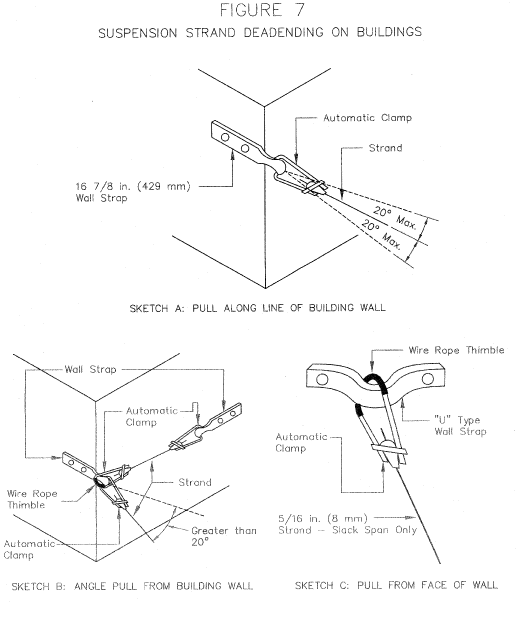 FIGURE 7
SUSPENSION STRAND DEADENDING ON BUILDINGS
Automatic Clamp
Strand
16 7/8 in. (429 mm)
Wall Strap
20° Max.
20° Max.
SKETCH A: PULL ALONG LINE OF BUILDING WALL
Wall Strap
Automatic
Clamp
Strand
Wire Rope
Thimble
Greater than
20°
Automatic
Clamp
SKETCH B: ANGLE PULL FROM BUILDING WALL
Wire Rope Thimble
"U" Type
Wall Strap
Automatic
Clamp
5/16 in. (8 mm)
Strand - Slack Span Only
SKETCH C: PULL FROM FACE OF WALL